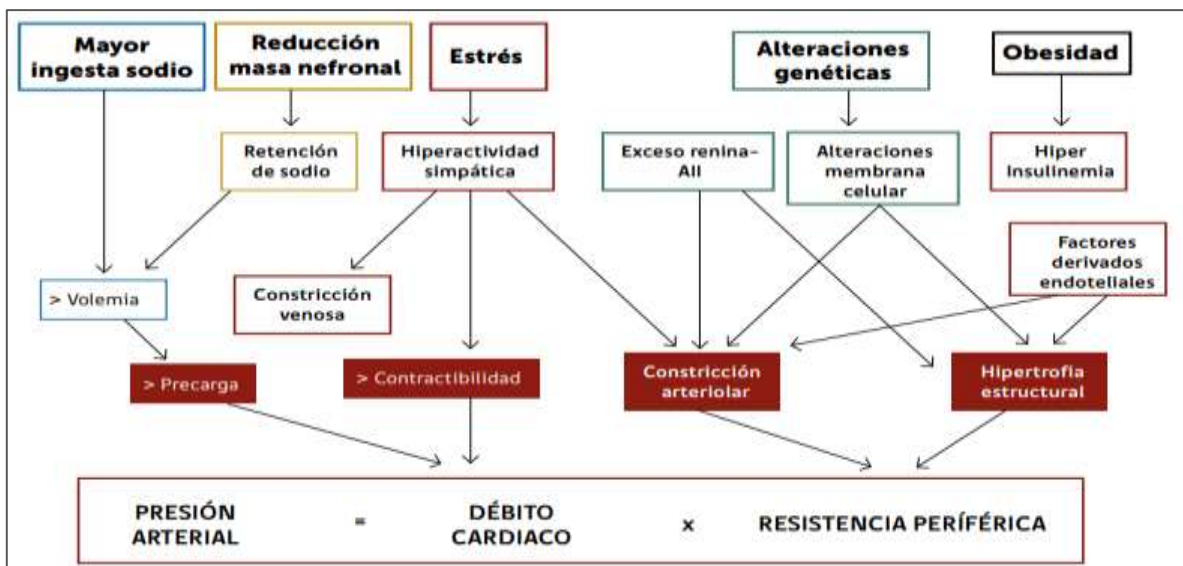 Mayor
ingesta sodio
Reducción
masa nefronal
Estrés
Alteraciones
genéticas
Obesidad
Retención
de sodio
Hiperactividad
simpática
Exceso renina-
AII
Alteraciones
membrana
celular
Hiper
Insulinemia
Factores
derivados
endoteliales
> Volemia
Constricción
venosa
> Precarga
> Contractibilidad
Constricción
arteriolar
Hipertrofia
estructural
PRESIÓN
ARTERIAL
=
DÉBITO
CARDIACO
x
RESISTENCIA PERÍFÉRICA